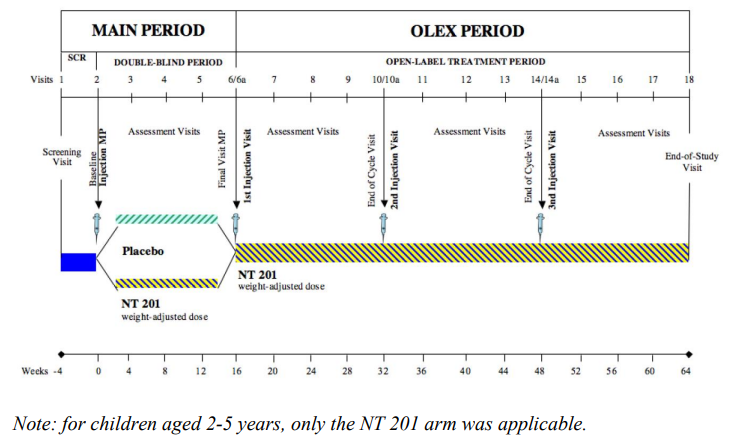 MAIN PERIOD
OLEX PERIOD
SCR
DOUBLE-BLIND PERIOD
OPEN-LABEL TREATMENT PERIOD
Visits 1 2 3 4 5 6/6a 7 8 9 10/10a 11 12 13 14/14a 15 16 17 18
Screening
Visit
Baseline
Injection MP
Assessment Visits
Final Visit MP
1st Injection Visit
Assessment Visits
End of Cycle Visit
2nd Injection Visit
Assessment Visits
End of Cycle Visit
3nd Injection Visit
Assessment Visits
End-of-Study
Visit
Placebo
NT 201
weight-adjusted dose
NT 201
weight-adjusted dose
Weeks -4 0 4 8 12 16 20 24 28 32 36 40 44 48 52 56 60 64
Note: for children aged 2-5 years, only the NT 201 arm was applicable.